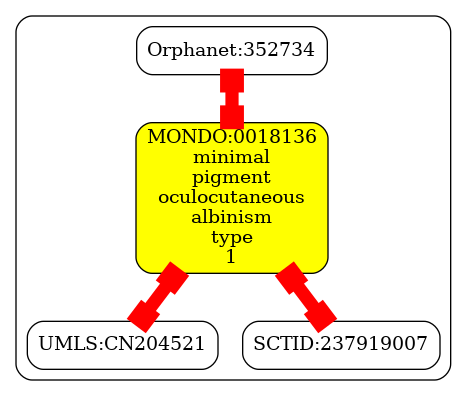 Orphanet:352734
MONDO:0018136
minimal
pigment
oculocutaneous
albinism
type
1
UMLS:CN204521
SCTID:237919007